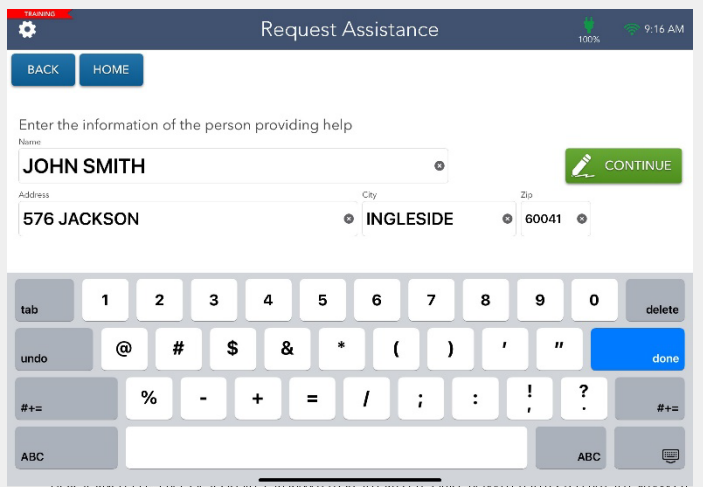 TRAINING
Request Assistance
100%
9:16 AM
BACK HOME
Enter the information of the person providing help
Name
JOHN SMITH
CONTINUE
Address City Zip
576 JACKSON INGLESIDE 60041
tab 1 2 3 4 5 6 7 8 9 0 delete
undo @ # $ & * ( ) ' " done
#+= % - + = / ; : ! , ? . #+=
ABC ABC